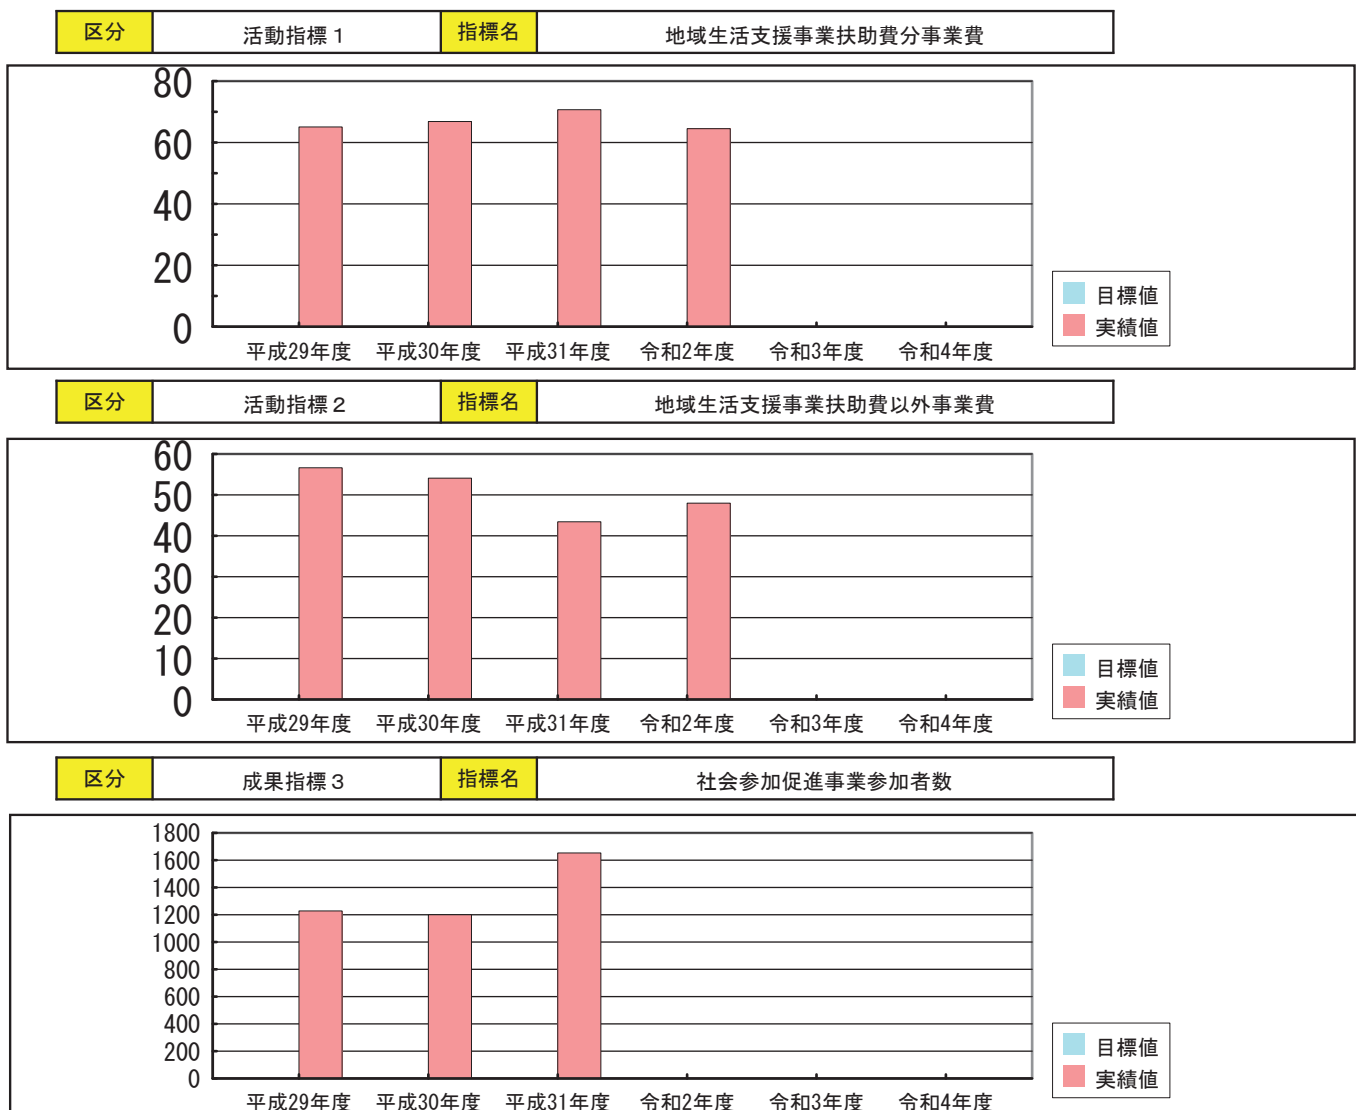 区分 活動指標１ 指標名 地域生活支援事業扶助費分事業費
80
60
40
20
0
平成29年度 平成30年度 平成31年度 令和2年度 令和3年度 令和4年度
目標値
実績値
区分 活動指標２ 指標名 地域生活支援事業扶助費以外事業費
60
50
40
30
20
10
0
平成29年度 平成30年度 平成31年度 令和2年度 令和3年度 令和4年度
目標値
実績値
区分 成果指標３ 指標名 社会参加促進事業参加者数
1800
1600
1400
1200
1000
800
600
400
200
0
平成29年度 平成30年度 平成31年度 令和2年度 令和3年度 令和4年度
目標値
実績値